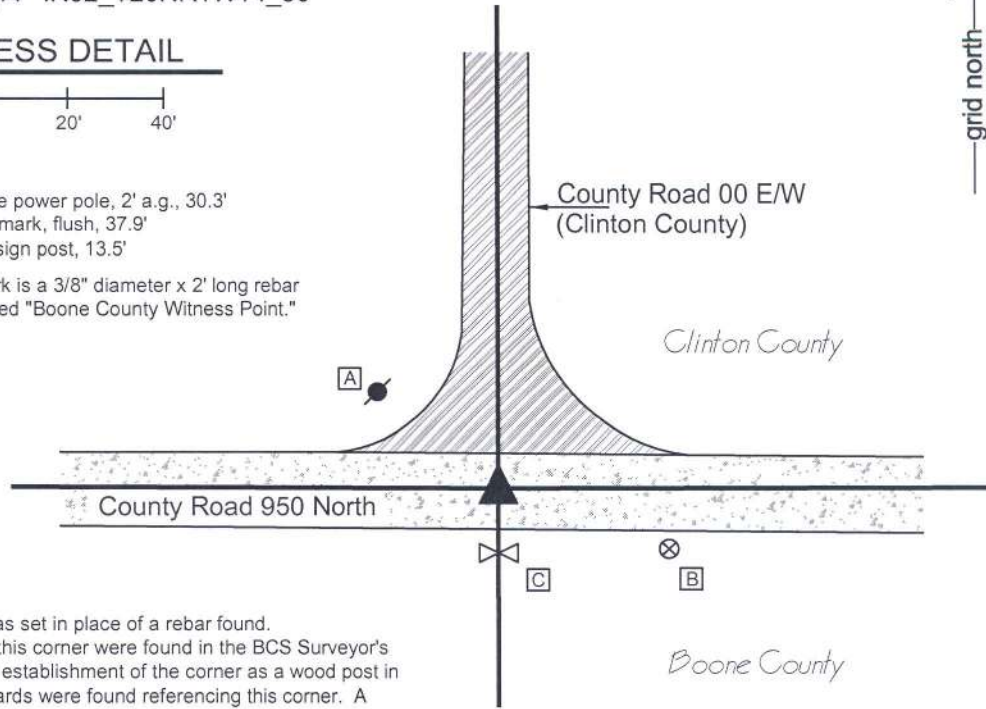 ESS DETAIL
20' 40'
e power pole, 2' a.g., 30.3'
mark, flush, 37.9'
sign post, 13.5'
k is a 3/8" diameter x 2' long rebar
ed "Boone County Witness Point."
grid north
County Road 00 E/W
(Clinton County)
Clinton County
A
County Road 950 North
B
C
as set in place of a rebar found.
this corner were found in the BCS Surveyor's
establishment of the corner as a wood post in
ards were found referencing this corner. A
Boone County